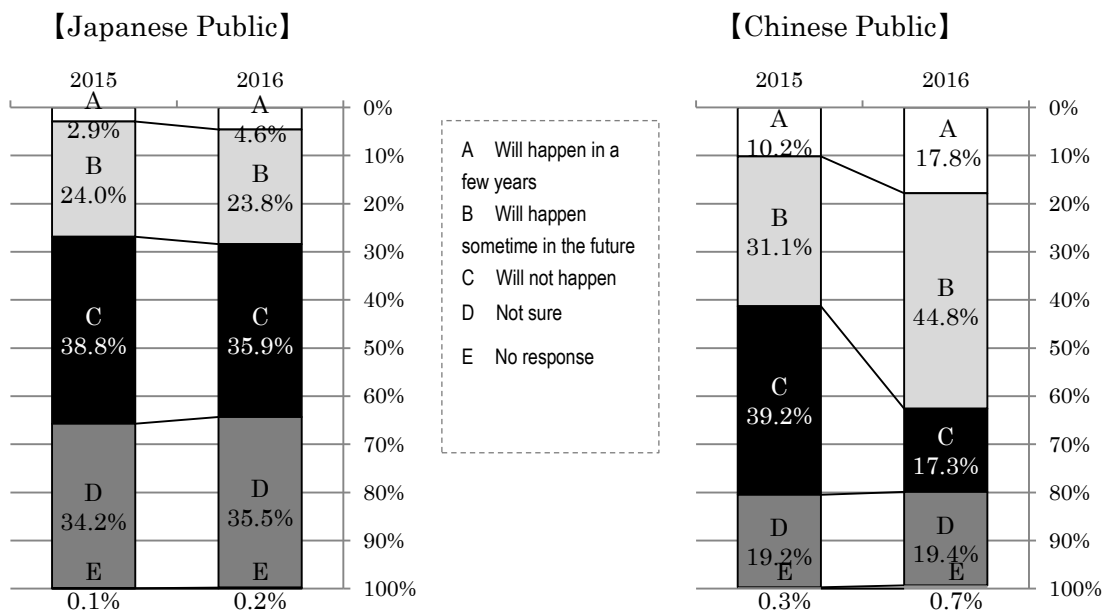 【Japanese Public】
2015 2016
A 2.9%
B 24.0%
C 38.8%
D 34.2%
E 0.1%
A 4.6%
B 23.8%
C 35.9%
D 35.5%
E 0.2%
0%
10%
20%
30%
40%
50%
60%
70%
80%
90%
100%
A Will happen in a
few years
B Will happen
sometime in the future
C Will not happen
D Not sure
E No response
【Chinese Public】
2015 2016
A 10.2%
B 31.1%
C 39.2%
D 19.2%
E 0.3%
A 17.8%
B 44.8%
C 17.3%
D 19.4%
E 0.7%
0%
10%
20%
30%
40%
50%
60%
70%
80%
90%
100%